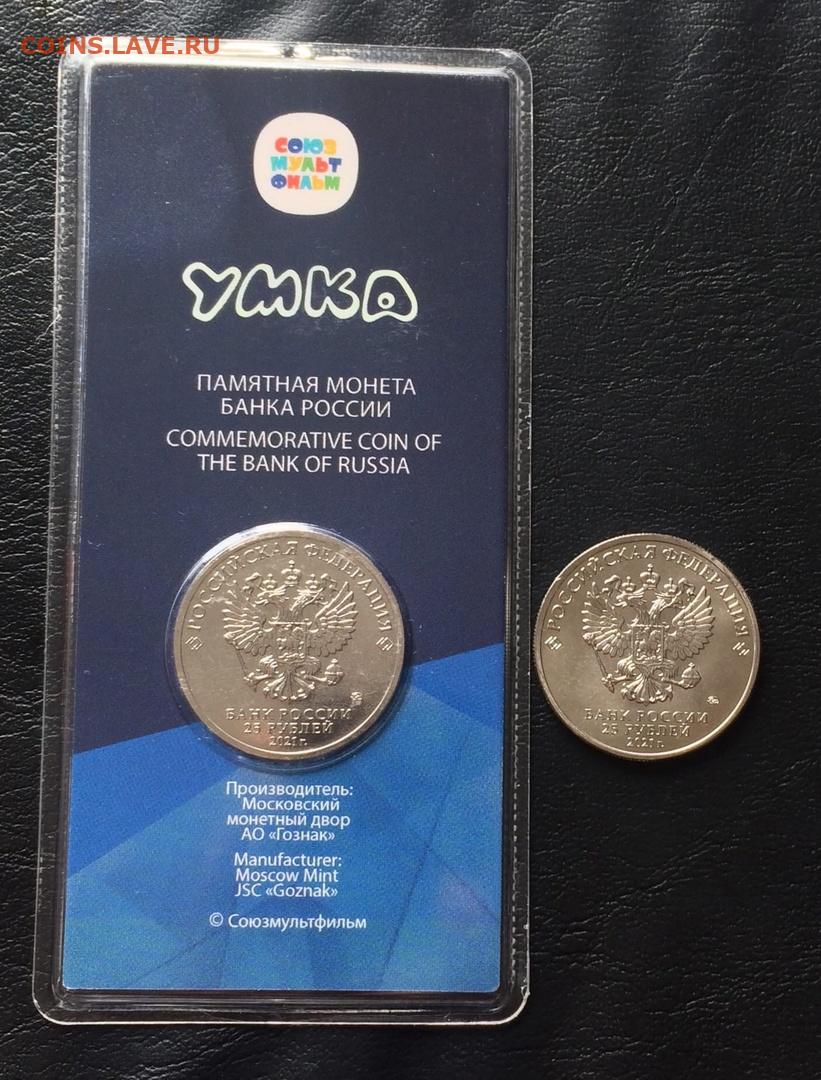 COINS.LAVE.RU
СОЮЗ
МУЛЬТ
ФИЛЬМ
УМКА
ПАМЯТНАЯ МОНЕТА
БАНКА РОССИИ
COMMEMORATIVE COIN OF
THE BANK OF RUSSIA
РОССИЙСКАЯ ФЕДЕРАЦИЯ
БАНК РОССИИ
25 РУБЛЕЙ
2021 г.
РОССИЙСКАЯ ФЕДЕРАЦИЯ
БАНК РОССИИ
25 РУБЛЕЙ
2021 г.
Производитель:
Московский
монетный двор
АО «Гознак»
Manufacturer:
Moscow Mint
JSC «Goznak»
© Союзмультфильм